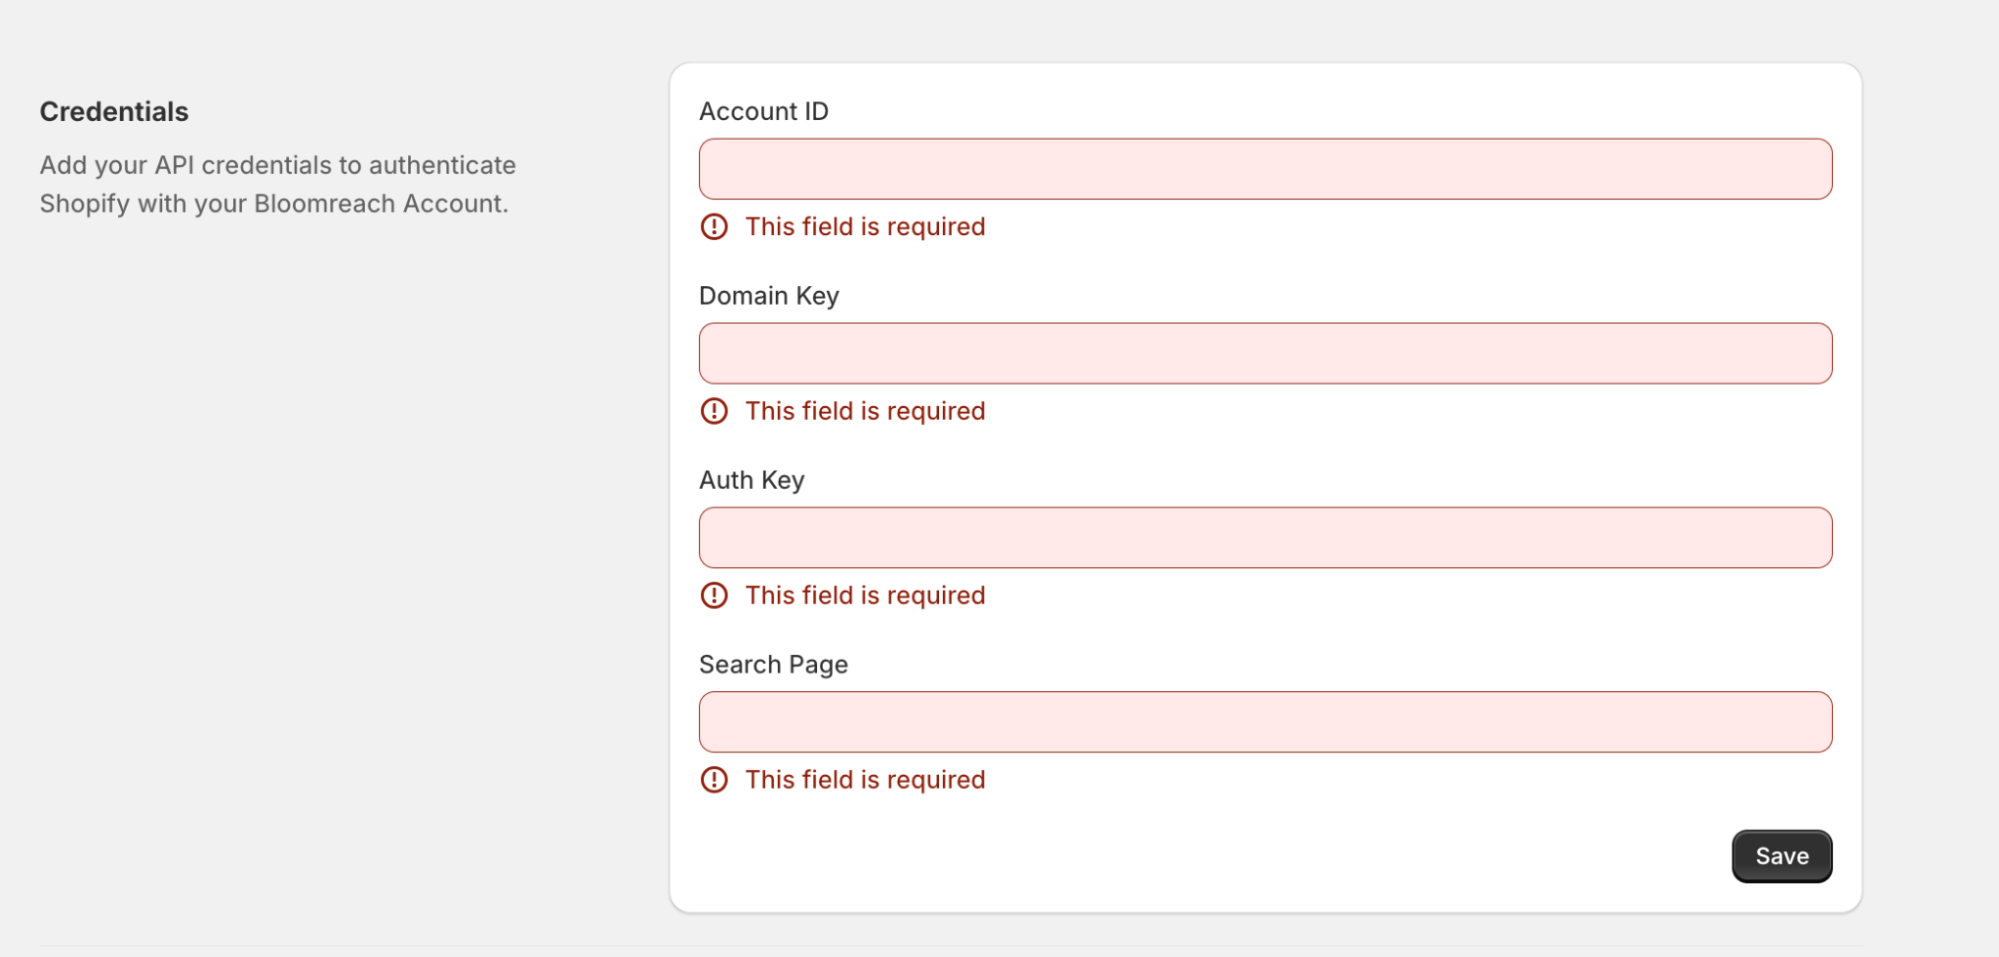 Credentials
Add your API credentials to authenticate
Shopify with your Bloomreach Account.
Account ID
This field is required
Domain Key
This field is required
Auth Key
This field is required
Search Page
This field is required
Save